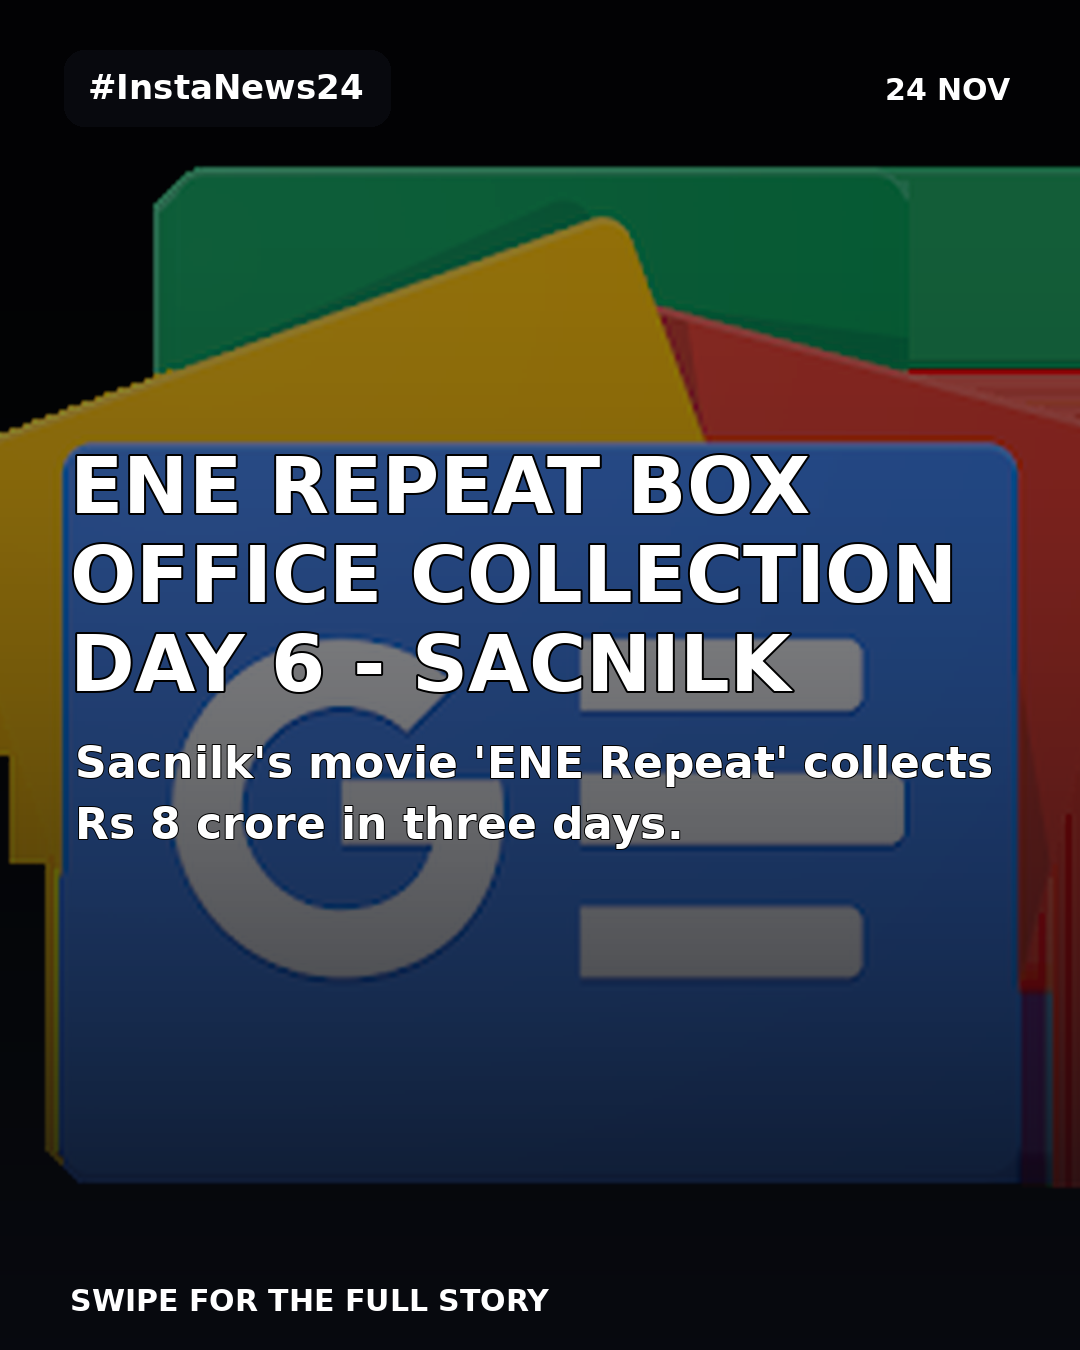 #InstaNews24
24 NOV
ENE REPEAT BOX
OFFICE COLLECTION
DAY 6 - SACNILK
Sacnilk's movie 'ENE Repeat' collects
Rs 8 crore in three days.
SWIPE FOR THE FULL STORY